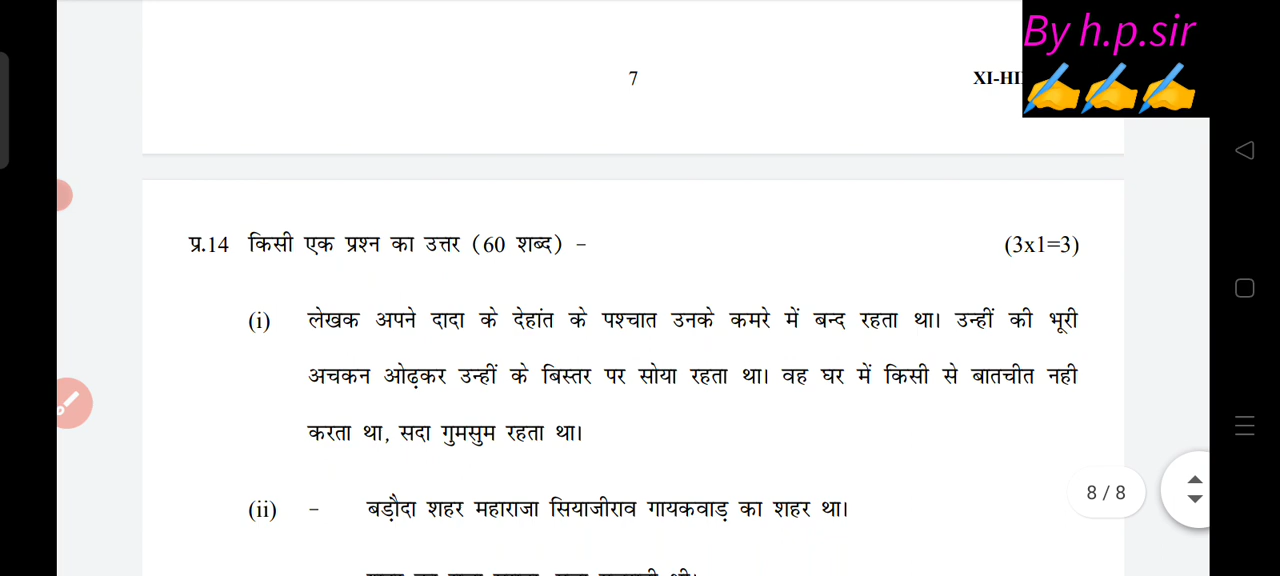 By h.p.sir
7
XI-HI
प्र.14 किसी एक प्रश्न का उत्तर (60 शब्द) – (3x1=3)
(i) लेखक अपने दादा के देहांत के पश्चात उनके कमरे में बन्द रहता था। उन्हीं की भूरी
अचकन ओढ़कर उन्हीं के बिस्तर पर सोया रहता था। वह घर में किसी से बातचीत नही
करता था, सदा गुमसुम रहता था।
8 / 8
(ii) – बड़ौदा शहर महाराजा सियाजीराव गायकवाड़ का शहर था।